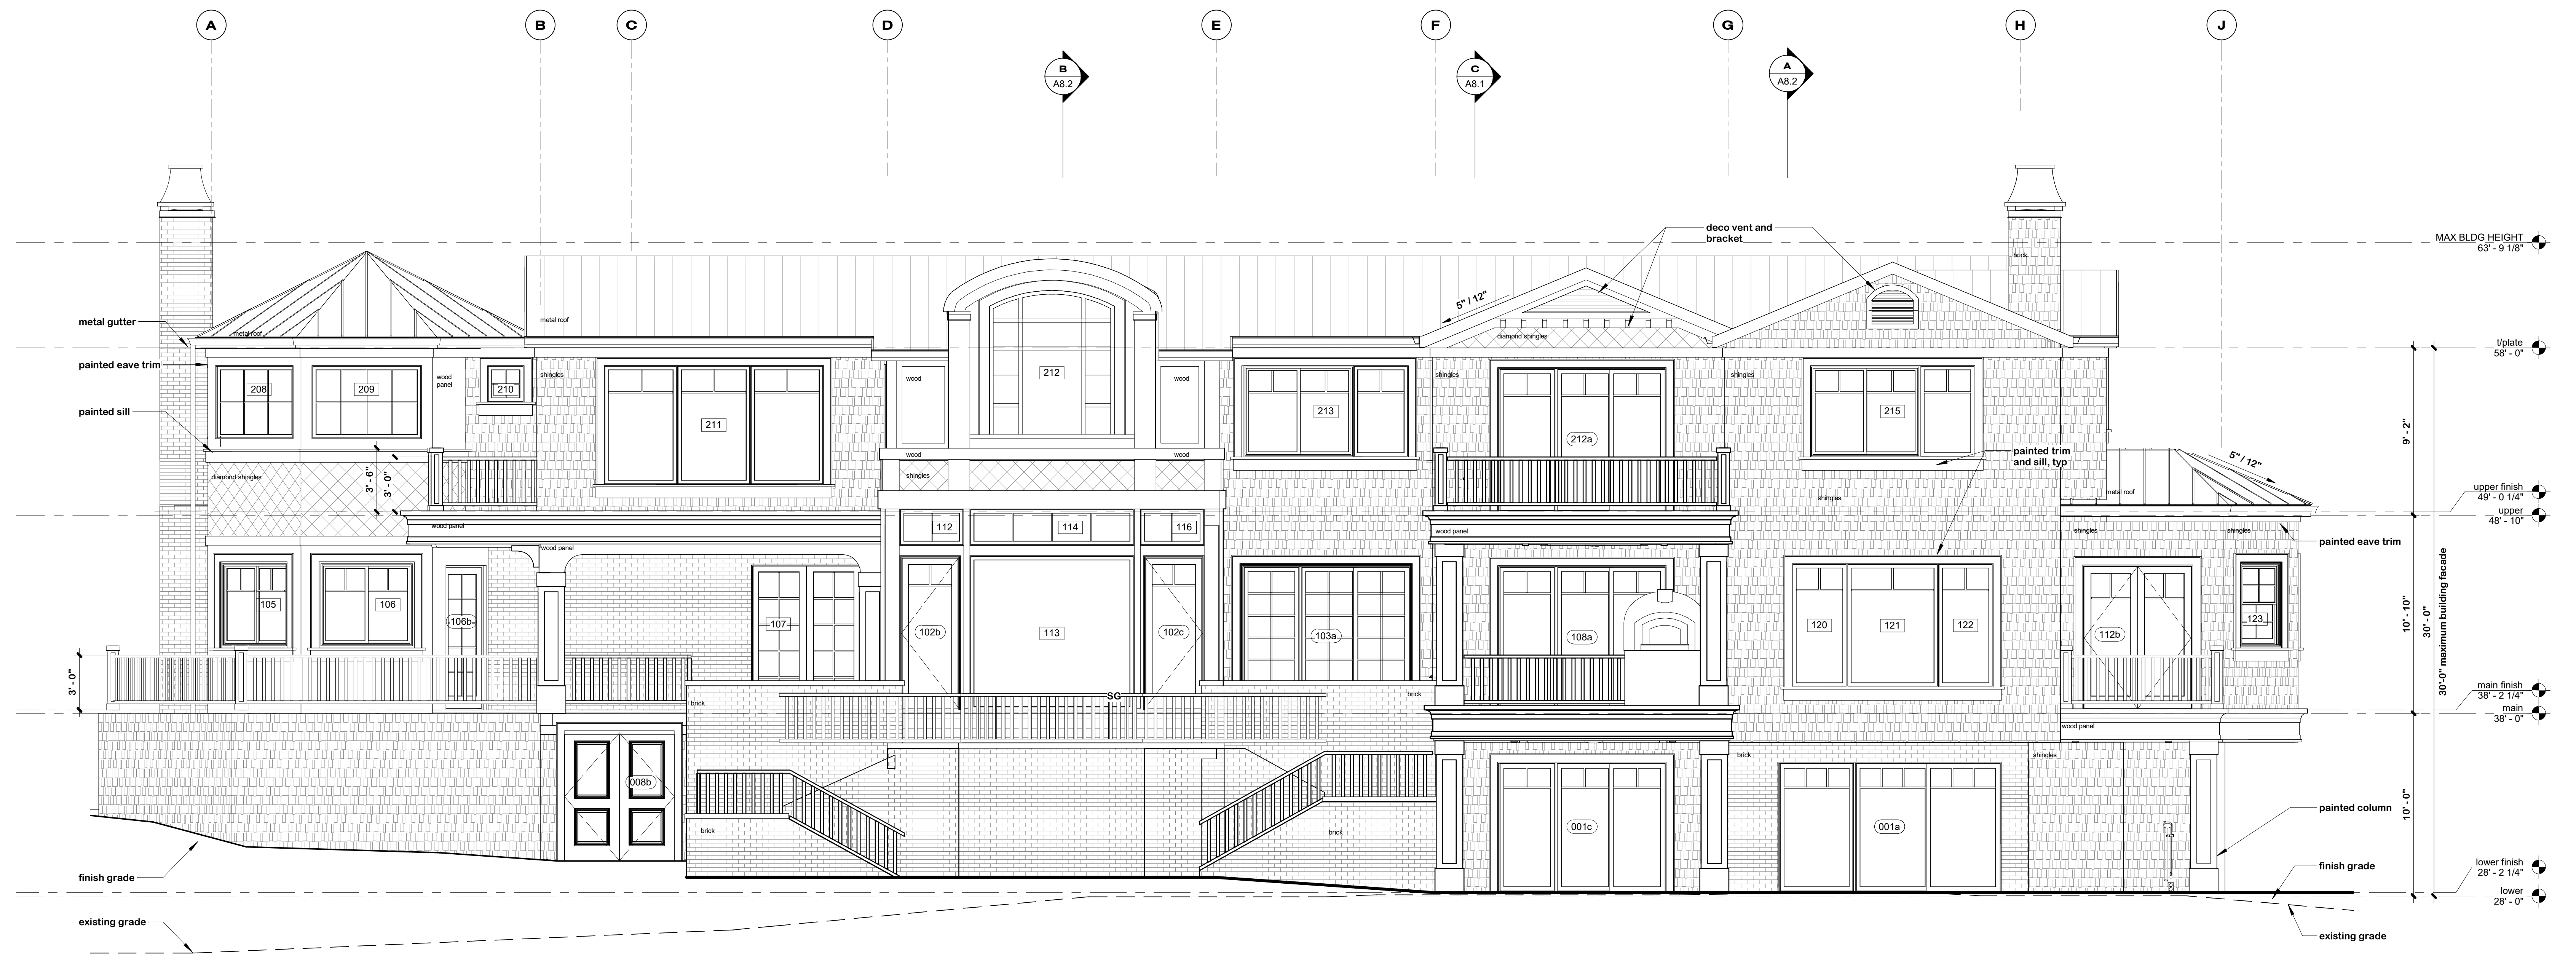 A
B
C
D
E
F
G
H
J
B
A8.2
C
A8.1
A
A8.2
deco vent and
bracket
MAX BLDG HEIGHT
63' - 9 1/8"
brick
5" / 12"
metal gutter
metal roof
metal roof
diamond shingles
t/plate
58' - 0"
painted eave trim
208
209
wood
panel
210
shingles
211
wood
212
wood
213
shingles
212a
shingles
215
painted sill
9' - 2"
painted trim
and sill, typ
5" / 12"
wood
wood
diamond shingles
3' - 6"
3' - 0"
shingles
shingles
metal roof
upper finish
49' - 0 1/4"
upper
48' - 10"
wood panel
112
114
116
wood panel
shingles
shingles
painted eave trim
wood panel
105
106
106b
107
102b
113
102c
103a
108a
120
121
122
112b
123
10' - 10"
30' - 0"
30'-0" maximum building facade
3' - 0"
SG
brick
brick
main finish
38' - 2 1/4"
main
38' - 0"
wood panel
brick
shingles
008b
10' - 0"
painted column
brick
brick
001c
001a
finish grade
finish grade
lower finish
28' - 2 1/4"
lower
28' - 0"
existing grade
existing grade